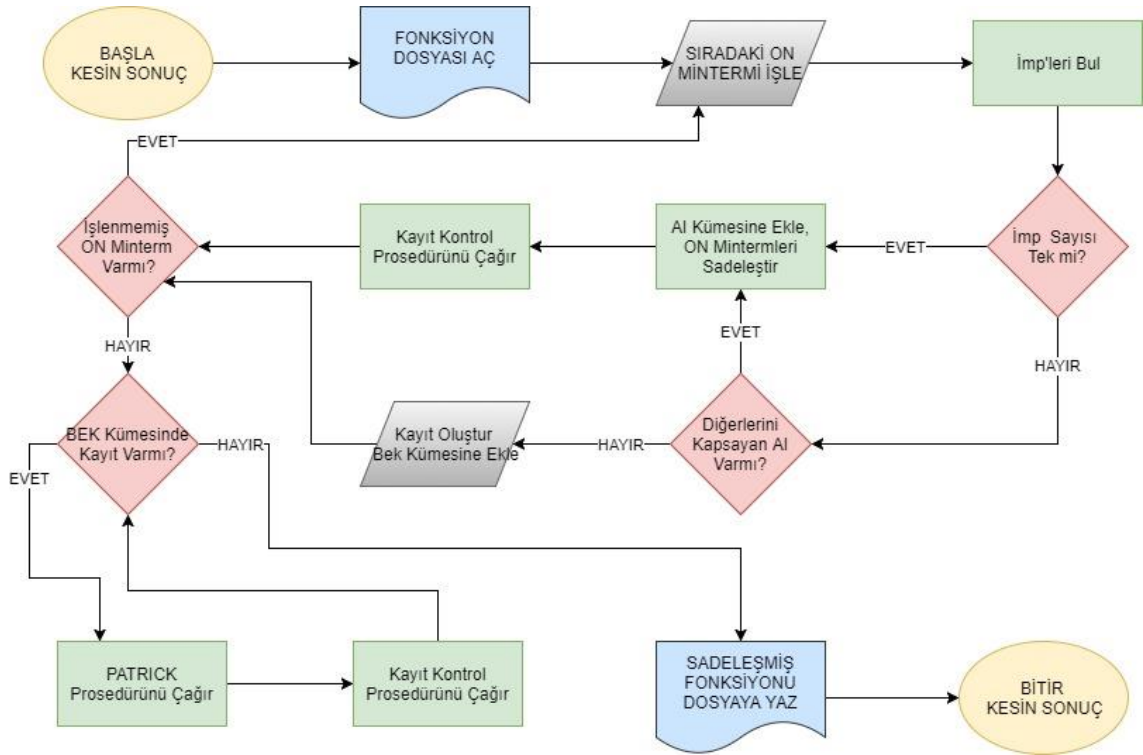 BAŞLA
KESİN SONUÇ
FONKSİYON
DOSYASI AÇ
SIRADAKİ ON
MİNTERMİ İŞLE
İmp'leri Bul
EVET
İşlenmemiş
ON Minterm
Varmı?
Kayıt Kontrol
Prosedürünü Çağır
AI Kümesine Ekle,
ON Mintermleri
Sadeleştir
EVET
İmp Sayısı
Tek mi?
EVET
HAYIR
HAYIR
BEK Kümesinde
Kayıt Varmı?
HAYIR
Kayıt Oluştur
Bek Kümesine Ekle
HAYIR
Diğerlerini
Kapsayan AI
Varmı?
EVET
PATRICK
Prosedürünü Çağır
Kayıt Kontrol
Prosedürünü Çağır
SADELEŞMİŞ
FONKSİYONU
DOSYAYA YAZ
BİTİR
KESİN SONUÇ